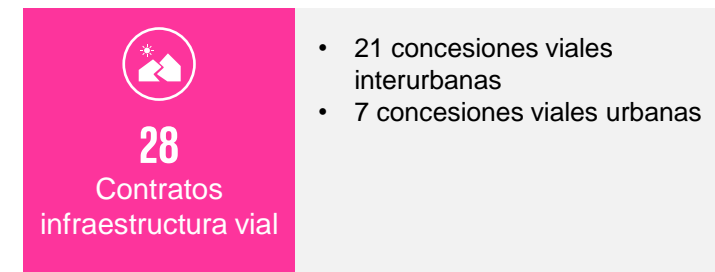 28
Contratos
infraestructura vial
• 21 concesiones viales
interurbanas
• 7 concesiones viales urbanas